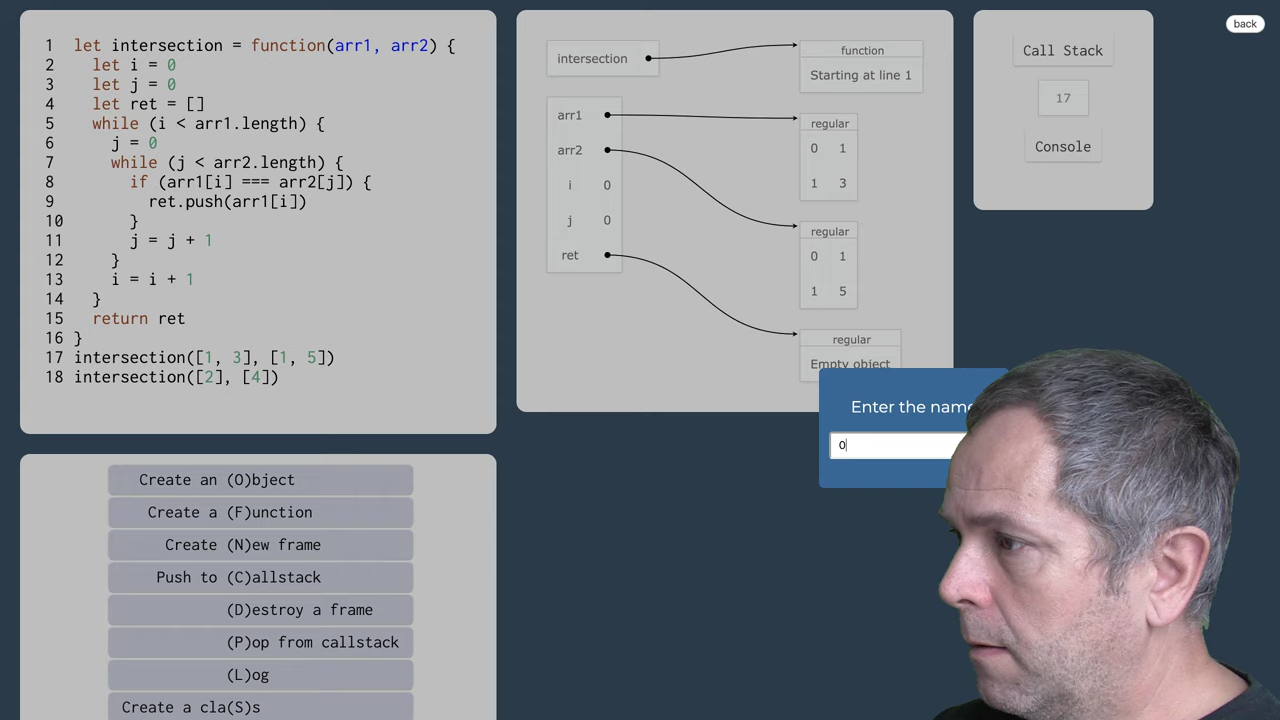 1 let intersection = function(arr1, arr2) {
2 let i = 0
3 let j = 0
4 let ret = []
5 while (i < arr1.length) {
6 j = 0
7 while (j < arr2.length) {
8 if (arr1[i] === arr2[j]) {
9 ret.push(arr1[i])
10 }
11 j = j + 1
12 }
13 i = i + 1
14 }
15 return ret
16 }
17 intersection([1, 3], [1, 5])
18 intersection([2], [4])
Create an (O)bject
Create a (F)unction
Create (N)ew frame
Push to (C)allstack
(D)estroy a frame
(P)op from callstack
(L)og
Create a cla(S)s
intersection
function
Starting at line 1
arr1
arr2
i 0
j 0
ret
regular
0 1
1 3
regular
0 1
1 5
regular
Empty object
Enter the name
0
Call Stack
17
Console
back